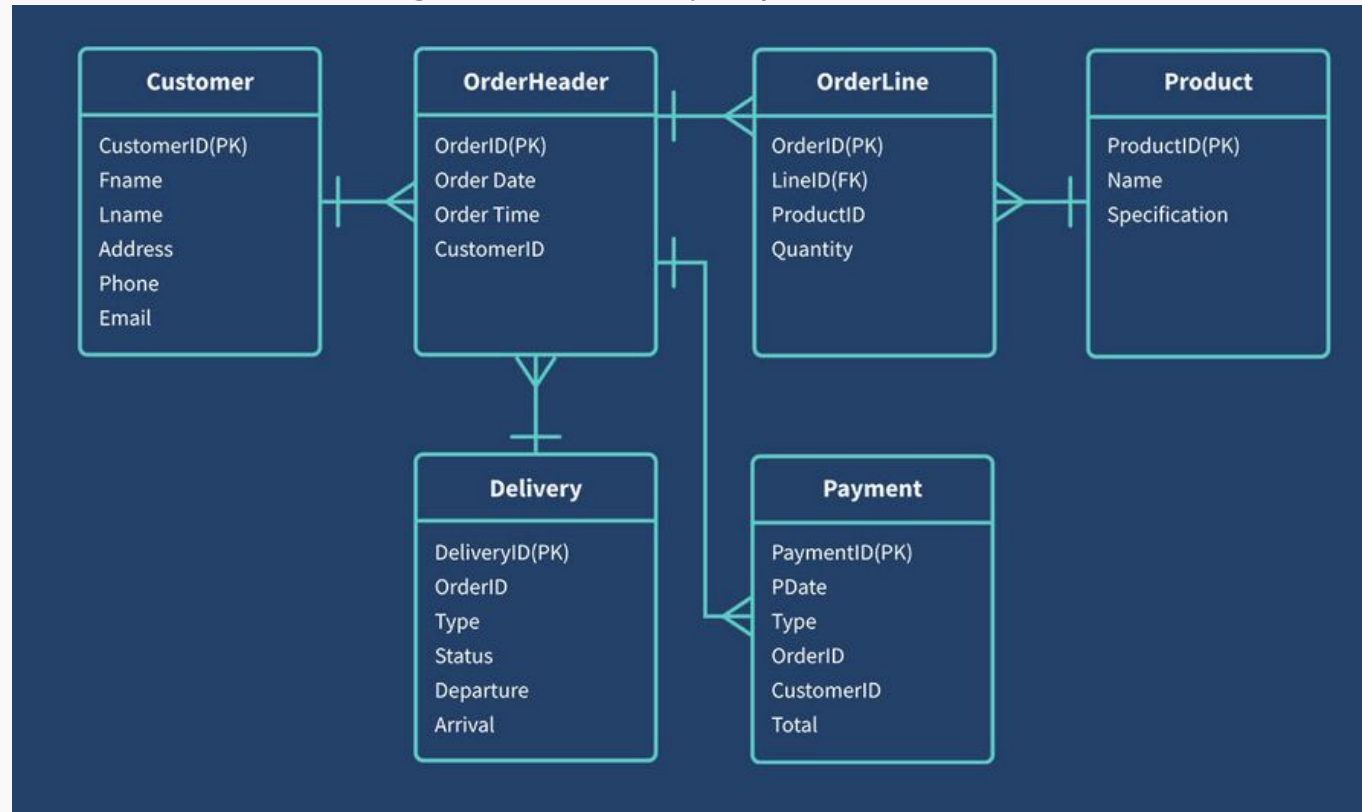 Customer
CustomerID(PK)
Fname
Lname
Address
Phone
Email
OrderHeader
OrderID(PK)
Order Date
Order Time
CustomerID
OrderLine
OrderID(PK)
LineID(FK)
ProductID
Quantity
Product
ProductID(PK)
Name
Specification
Delivery
DeliveryID(PK)
OrderID
Type
Status
Departure
Arrival
Payment
PaymentID(PK)
PDate
Type
OrderID
CustomerID
Total